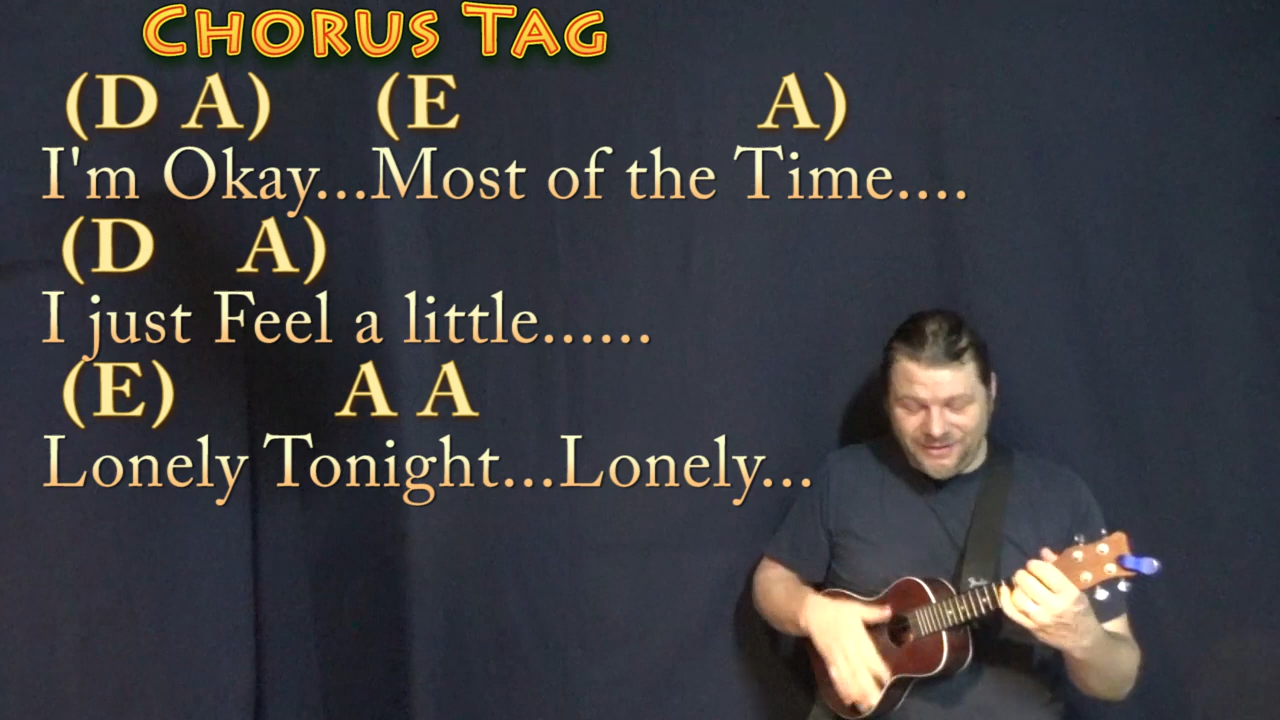 Chorus Tag
(D A) (E A)
I'm Okay...Most of the Time....
(D A)
I just Feel a little......
(E) A A
Lonely Tonight...Lonely...